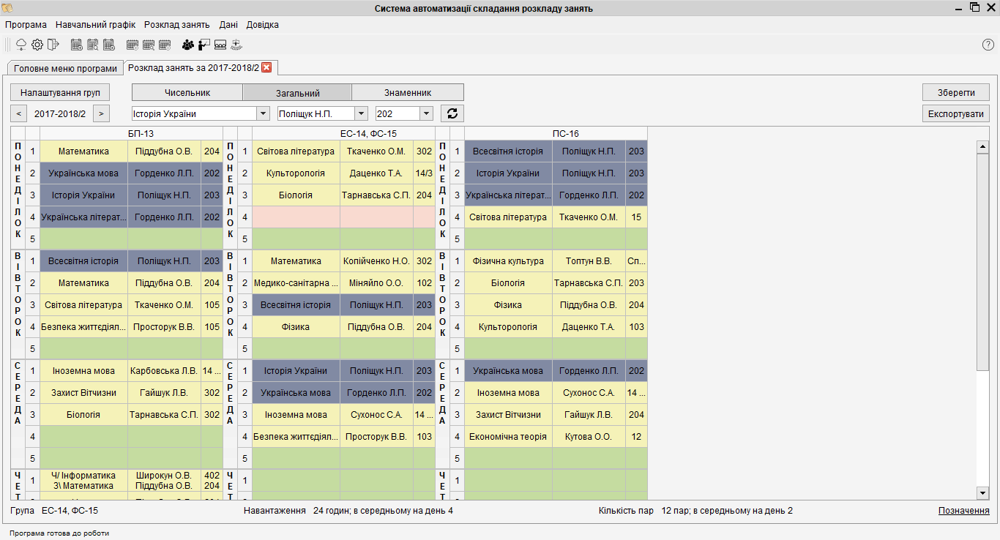 Система автоматизації складання розкладу занять
Програма Навчальний графік Розклад занять Дані Довідка
Головне меню програми Розклад занять за 2017-2018/2
Налаштування груп Чисельник Загальний Знаменник Зберегти
< 2017-2018/2 > Історія України Поліщук Н.П. 202 Експортувати
БП-13 ЕС-14, ФС-15 ПС-16
ПОНЕДІЛОК ПОНЕДІЛОК ПОНЕДІЛОК
1 Математика Піддубна О.В. 204 1 Світова література Ткаченко О.М. 302 1 Всесвітня історія Поліщук Н.П. 203
2 Українська мова Горденко Л.П. 202 2 Культорологія Даценко Т.А. 14/3 2 Історія України Поліщук Н.П. 203
3 Історія України Поліщук Н.П. 203 3 Біологія Тарнавська С.П. 204 3 Українська літерат... Горденко Л.П. 202
4 Українська літерат... Горденко Л.П. 202 4 4 Світова література Ткаченко О.М. 15
5 5 5
ВІВТОРОК ВІВТОРОК ВІВТОРОК
1 Всесвітня історія Поліщук Н.П. 203 1 Математика Копійченко Н.О. 302 1 Фізична культура Топтун В.В. Сп...
2 Математика Піддубна О.В. 204 2 Медико-санітарна ... Міняйло О.О. 102 2 Біологія Тарнавська С.П. 203
3 Світова література Ткаченко О.М. 105 3 Всесвітня історія Поліщук Н.П. 203 3 Фізика Піддубна О.В. 204
4 Безпека життєдіял... Просторук В.В. 105 4 Фізика Піддубна О.В. 204 4 Культорологія Даценко Т.А. 103
5 5 5
СЕРЕДА СЕРЕДА СЕРЕДА
1 Іноземна мова Карбовська Л.В. 14 ... 1 Історія України Поліщук Н.П. 203 1 Українська мова Горденко Л.П. 202
2 Захист Вітчизни Гайщук Л.В. 302 2 Українська мова Горденко Л.П. 202 2 Іноземна мова Сухонос С.А. 14 ...
3 Біологія Тарнавська С.П. 302 3 Іноземна мова Сухонос С.А. 14 ... 3 Захист Вітчизни Гайщук Л.В. 204
4 4 Безпека життєдіял... Просторук В.В. 103 4 Економічна теорія Кутова О.О. 12
5 5 5
ЧЕТ ЧЕТ ЧЕТ
1 Ч/ Інформатика Широкун О.В. 402 1 1
З\ Математика Піддубна О.В. 204
Група ЕС-14, ФС-15 Навантаження 24 годин; в середньому на день 4 Кількість пар 12 пар; в середньому на день 2 Позначення
Програма готова до роботи